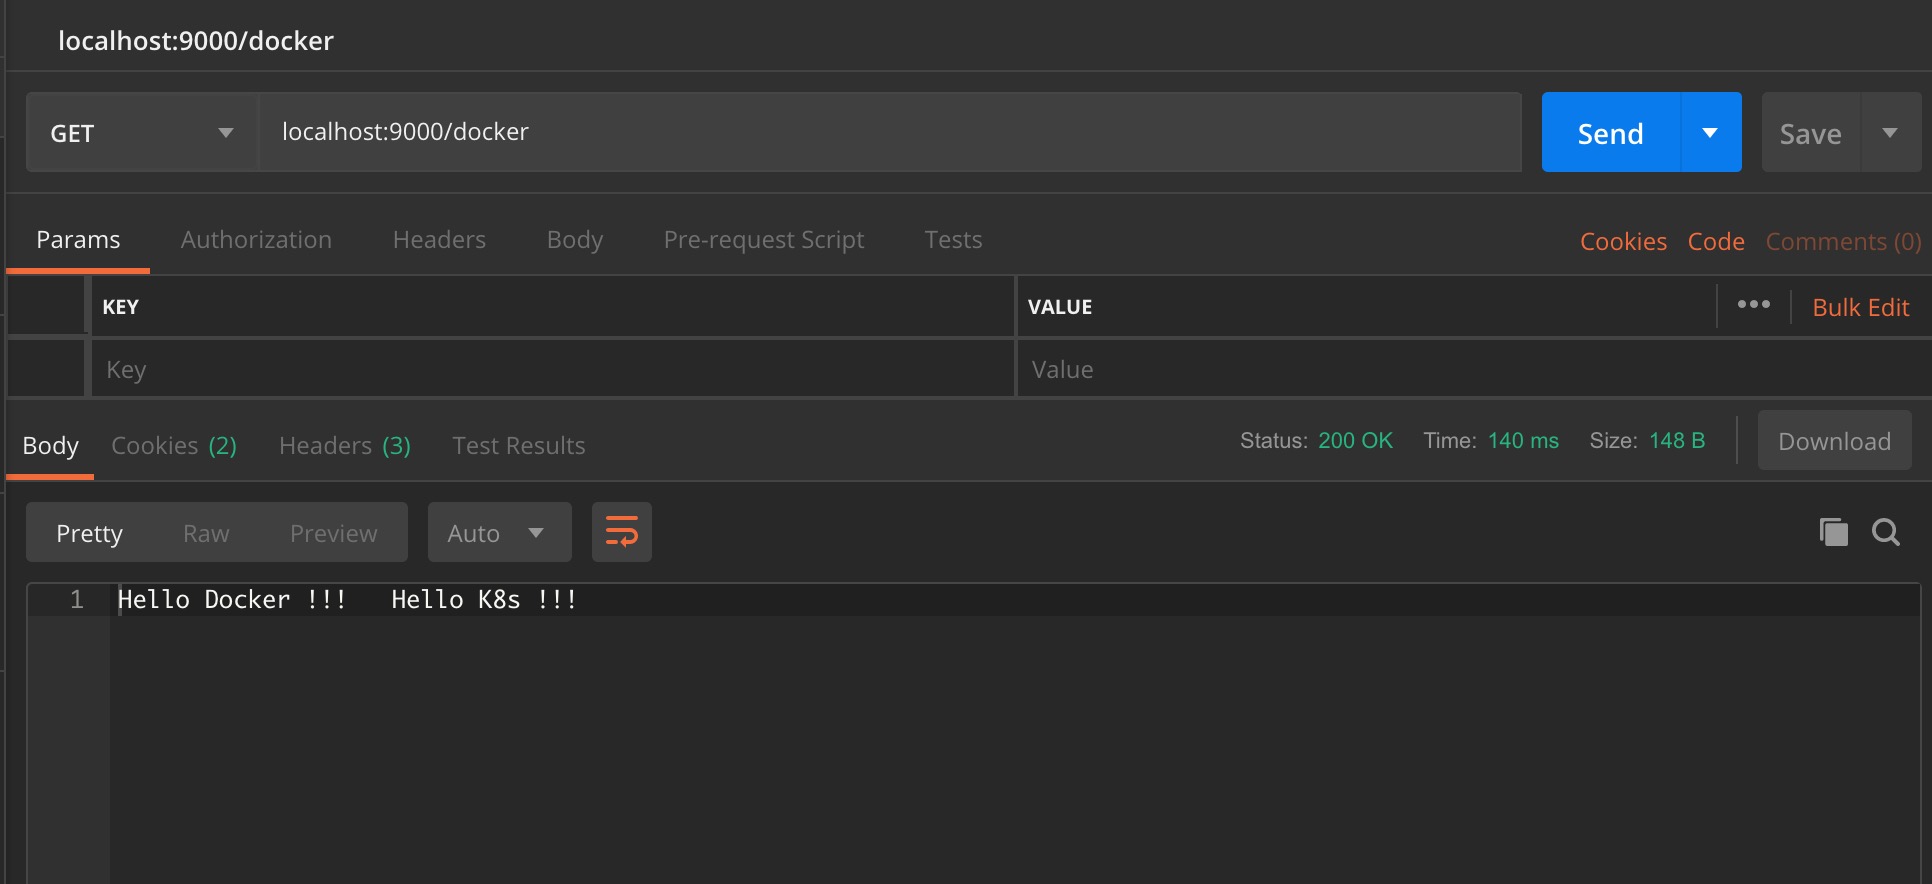 localhost:9000/docker
GET localhost:9000/docker Send Save
Params Authorization Headers Body Pre-request Script Tests Cookies Code Comments (0)
KEY VALUE ••• Bulk Edit
Key Value
Body Cookies (2) Headers (3) Test Results Status: 200 OK Time: 140 ms Size: 148 B Download
Pretty Raw Preview Auto
1 Hello Docker !!!   Hello K8s !!!